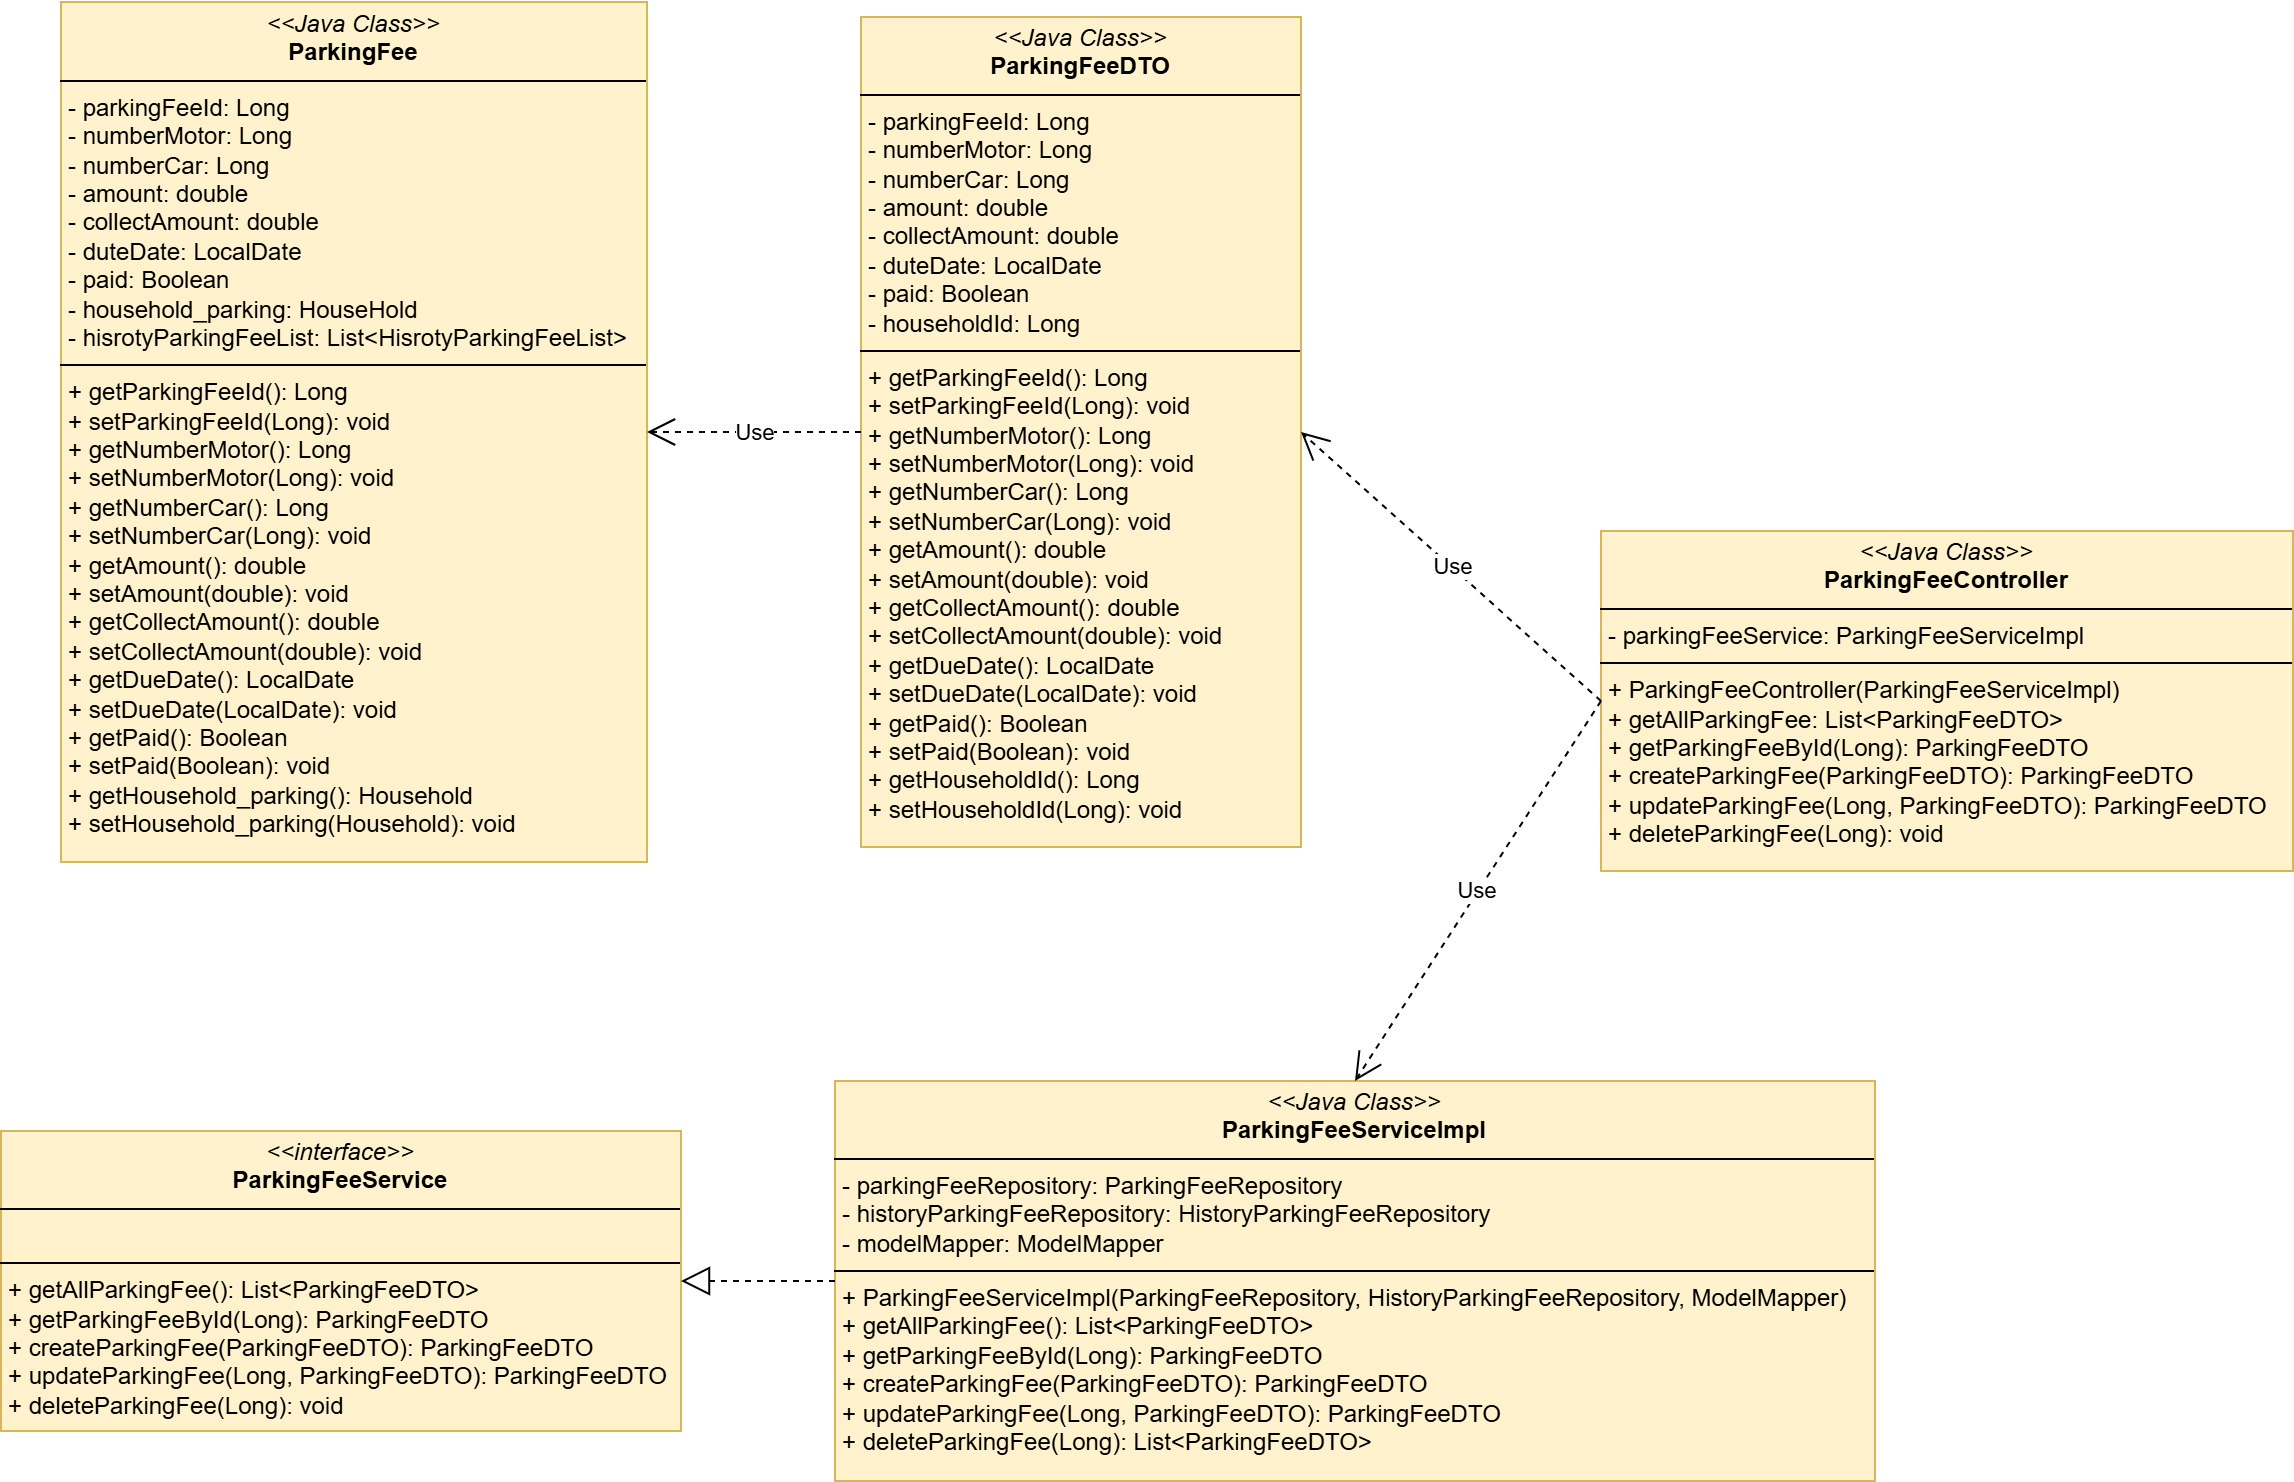 <<Java Class>>
ParkingFee
- parkingFeeId: Long
- numberMotor: Long
- numberCar: Long
- amount: double
- collectAmount: double
- duteDate: LocalDate
- paid: Boolean
- household_parking: HouseHold
- hisrotyParkingFeeList: List<HisrotyParkingFeeList>
+ getParkingFeeId(): Long
+ setParkingFeeId(Long): void
+ getNumberMotor(): Long
+ setNumberMotor(Long): void
+ getNumberCar(): Long
+ setNumberCar(Long): void
+ getAmount(): double
+ setAmount(double): void
+ getCollectAmount(): double
+ setCollectAmount(double): void
+ getDueDate(): LocalDate
+ setDueDate(LocalDate): void
+ getPaid(): Boolean
+ setPaid(Boolean): void
+ getHousehold_parking(): Household
+ setHousehold_parking(Household): void
Use
<<Java Class>>
ParkingFeeDTO
- parkingFeeId: Long
- numberMotor: Long
- numberCar: Long
- amount: double
- collectAmount: double
- duteDate: LocalDate
- paid: Boolean
- householdId: Long
+ getParkingFeeId(): Long
+ setParkingFeeId(Long): void
+ getNumberMotor(): Long
+ setNumberMotor(Long): void
+ getNumberCar(): Long
+ setNumberCar(Long): void
+ getAmount(): double
+ setAmount(double): void
+ getCollectAmount(): double
+ setCollectAmount(double): void
+ getDueDate(): LocalDate
+ setDueDate(LocalDate): void
+ getPaid(): Boolean
+ setPaid(Boolean): void
+ getHouseholdId(): Long
+ setHouseholdId(Long): void
Use
<<Java Class>>
ParkingFeeController
- parkingFeeService: ParkingFeeServiceImpl
+ ParkingFeeController(ParkingFeeServiceImpl)
+ getAllParkingFee: List<ParkingFeeDTO>
+ getParkingFeeById(Long): ParkingFeeDTO
+ createParkingFee(ParkingFeeDTO): ParkingFeeDTO
+ updateParkingFee(Long, ParkingFeeDTO): ParkingFeeDTO
+ deleteParkingFee(Long): void
Use
<<interface>>
ParkingFeeService
+ getAllParkingFee(): List<ParkingFeeDTO>
+ getParkingFeeById(Long): ParkingFeeDTO
+ createParkingFee(ParkingFeeDTO): ParkingFeeDTO
+ updateParkingFee(Long, ParkingFeeDTO): ParkingFeeDTO
+ deleteParkingFee(Long): void
<<Java Class>>
ParkingFeeServiceImpl
- parkingFeeRepository: ParkingFeeRepository
- historyParkingFeeRepository: HistoryParkingFeeRepository
- modelMapper: ModelMapper
+ ParkingFeeServiceImpl(ParkingFeeRepository, HistoryParkingFeeRepository, ModelMapper)
+ getAllParkingFee(): List<ParkingFeeDTO>
+ getParkingFeeById(Long): ParkingFeeDTO
+ createParkingFee(ParkingFeeDTO): ParkingFeeDTO
+ updateParkingFee(Long, ParkingFeeDTO): ParkingFeeDTO
+ deleteParkingFee(Long): List<ParkingFeeDTO>